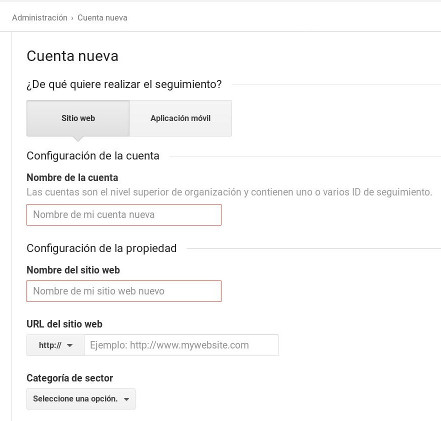 Administración › Cuenta nueva
Cuenta nueva
¿De qué quiere realizar el seguimiento?
Sitio web Aplicación móvil
Configuración de la cuenta
Nombre de la cuenta
Las cuentas son el nivel superior de organización y contienen uno o varios ID de seguimiento.
Nombre de mi cuenta nueva
Configuración de la propiedad
Nombre del sitio web
Nombre de mi sitio web nuevo
URL del sitio web
http:// Ejemplo: http://www.mywebsite.com
Categoría de sector
Seleccione una opción.